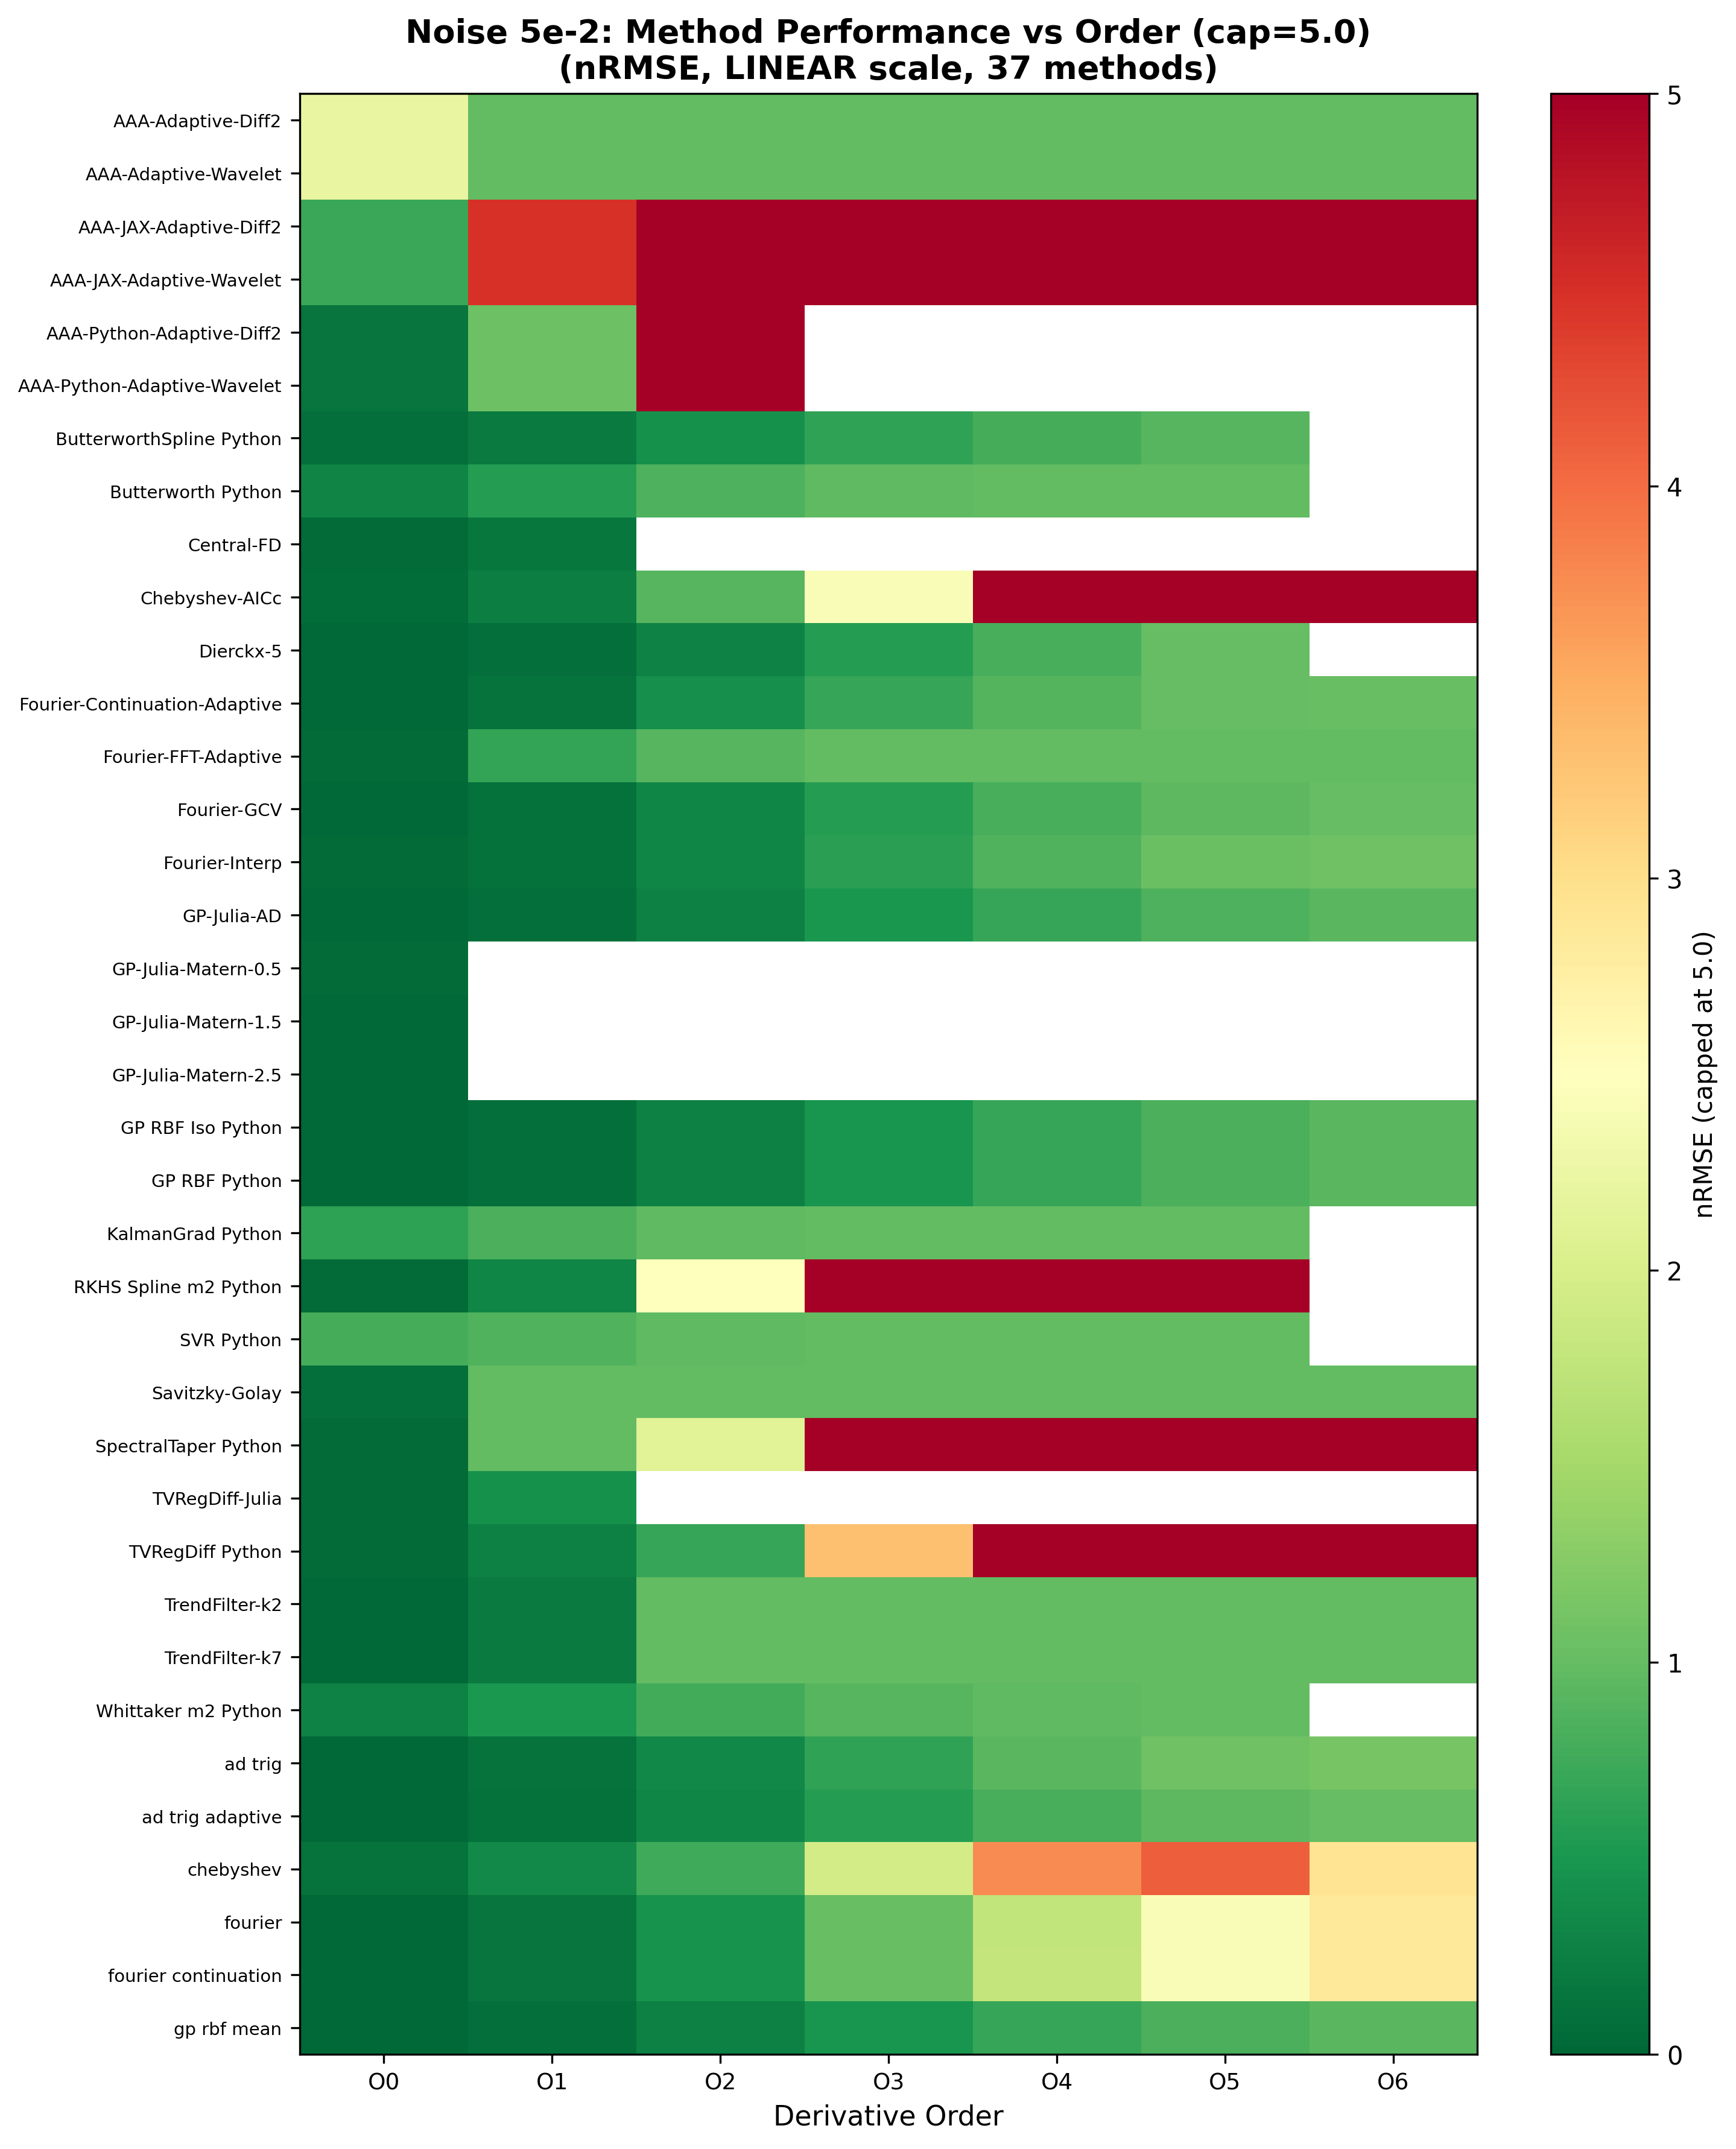 Noise 5e-2: Method Performance vs Order (cap=5.0)
(nRMSE, LINEAR scale, 37 methods)
AAA-Adaptive-Diff2
AAA-Adaptive-Wavelet
AAA-JAX-Adaptive-Diff2
AAA-JAX-Adaptive-Wavelet
AAA-Python-Adaptive-Diff2
AAA-Python-Adaptive-Wavelet
ButterworthSpline Python
Butterworth Python
Central-FD
Chebyshev-AICc
Dierckx-5
Fourier-Continuation-Adaptive
Fourier-FFT-Adaptive
Fourier-GCV
Fourier-Interp
GP-Julia-AD
GP-Julia-Matern-0.5
GP-Julia-Matern-1.5
GP-Julia-Matern-2.5
GP RBF Iso Python
GP RBF Python
KalmanGrad Python
RKHS Spline m2 Python
SVR Python
Savitzky-Golay
SpectralTaper Python
TVRegDiff-Julia
TVRegDiff Python
TrendFilter-k2
TrendFilter-k7
Whittaker m2 Python
ad trig
ad trig adaptive
chebyshev
fourier
fourier continuation
gp rbf mean
O0 O1 O2 O3 O4 O5 O6
Derivative Order
5
4
3
2
1
0
nRMSE (capped at 5.0)